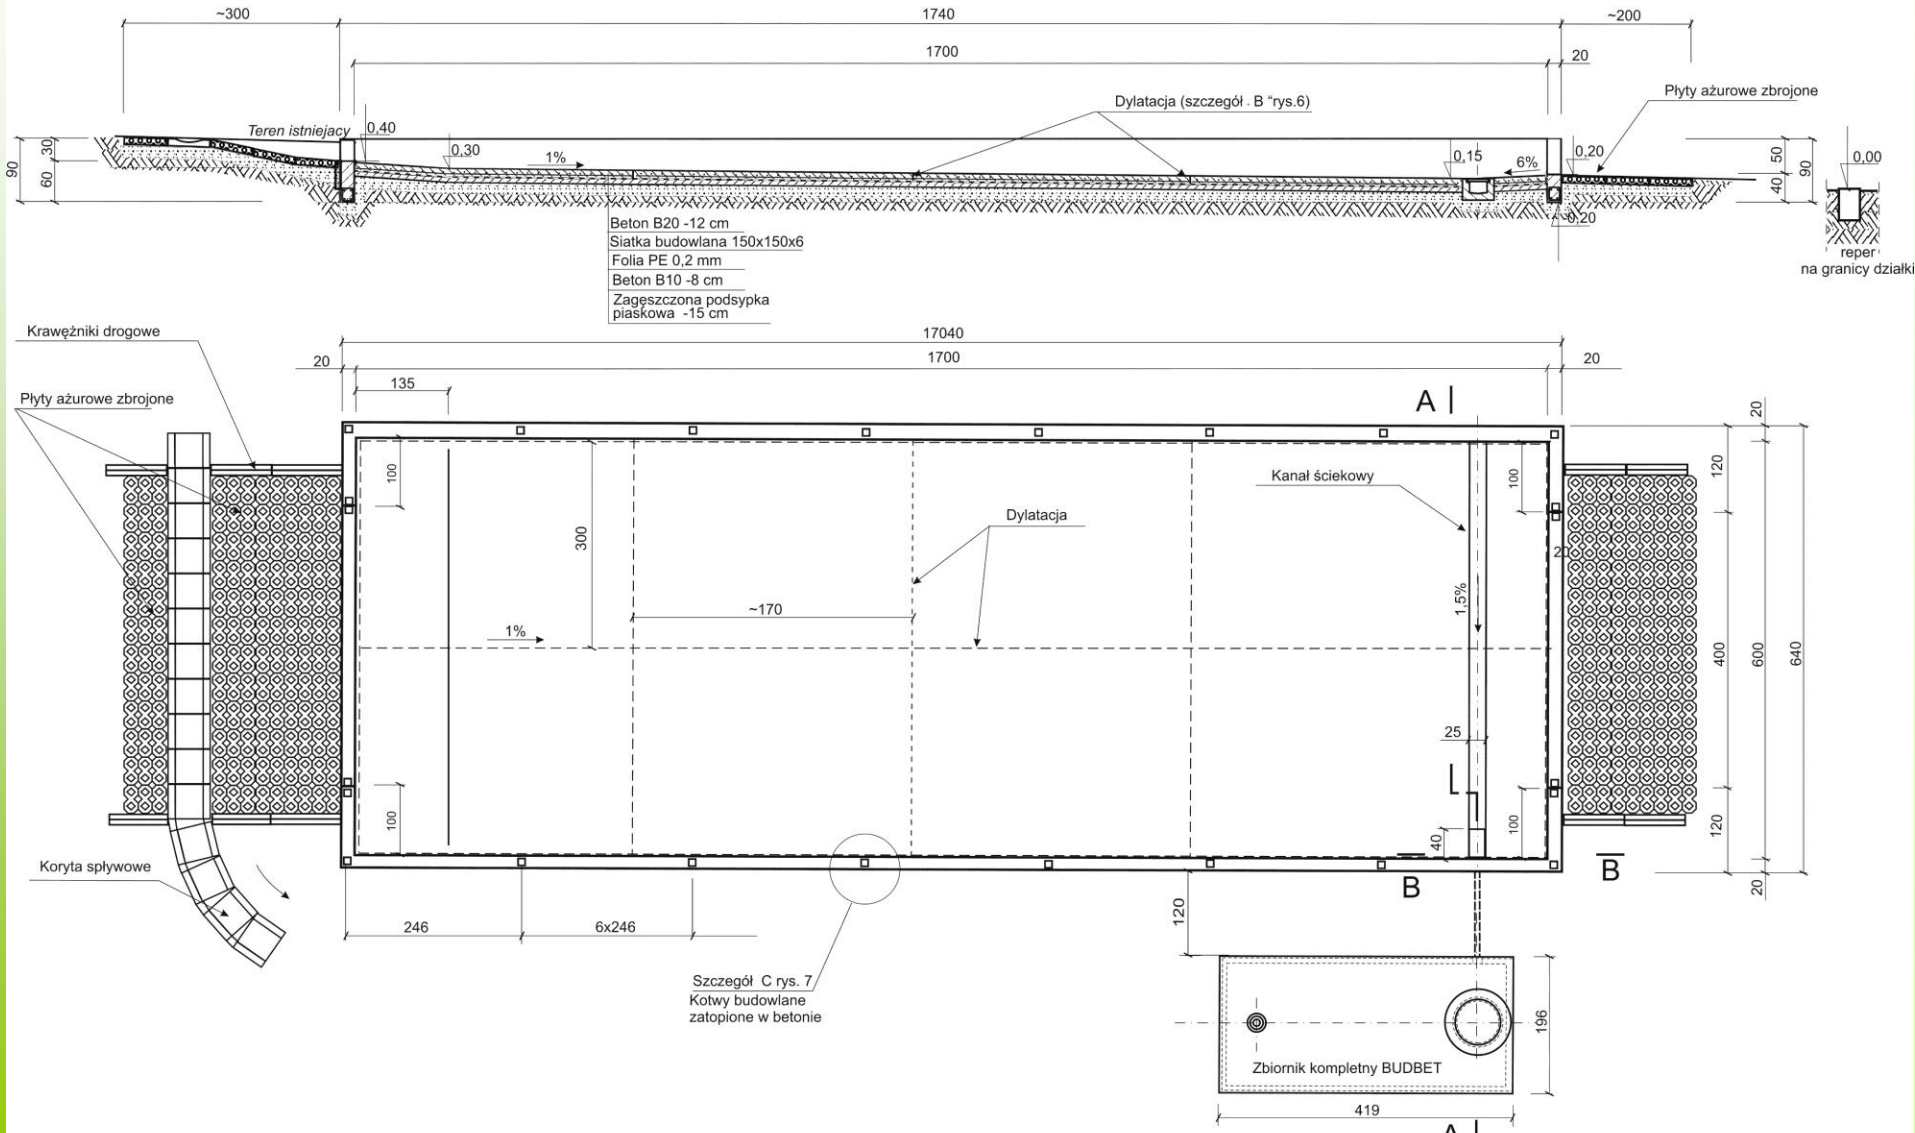 ~300
1740
~200
1700
20
Dylatacja (szczegół . B "rys.6)
Płyty ażurowe zbrojone
Teren istniejacy
0,40
0,30
1%
0,15
6%
0,20
0,00
90
30
60
50
40
90
-0,20
Beton B20 -12 cm
Siatka budowlana 150x150x6
Folia PE 0,2 mm
Beton B10 -8 cm
Zagęszczona podsypka
piaskowa -15 cm
reper
na granicy działki
Krawężniki drogowe
17040
20
1700
20
135
Płyty ażurowe zbrojone
A
20
100
300
Dylatacja
Kanał ściekowy
100
120
20
~170
1,5%
1%
400
600
640
25
100
40
100
120
Koryta spływowe
B
B
20
246
6x246
120
Szczegół C rys. 7
Kotwy budowlane
zatopione w betonie
196
Zbiornik kompletny BUDBET
419
A